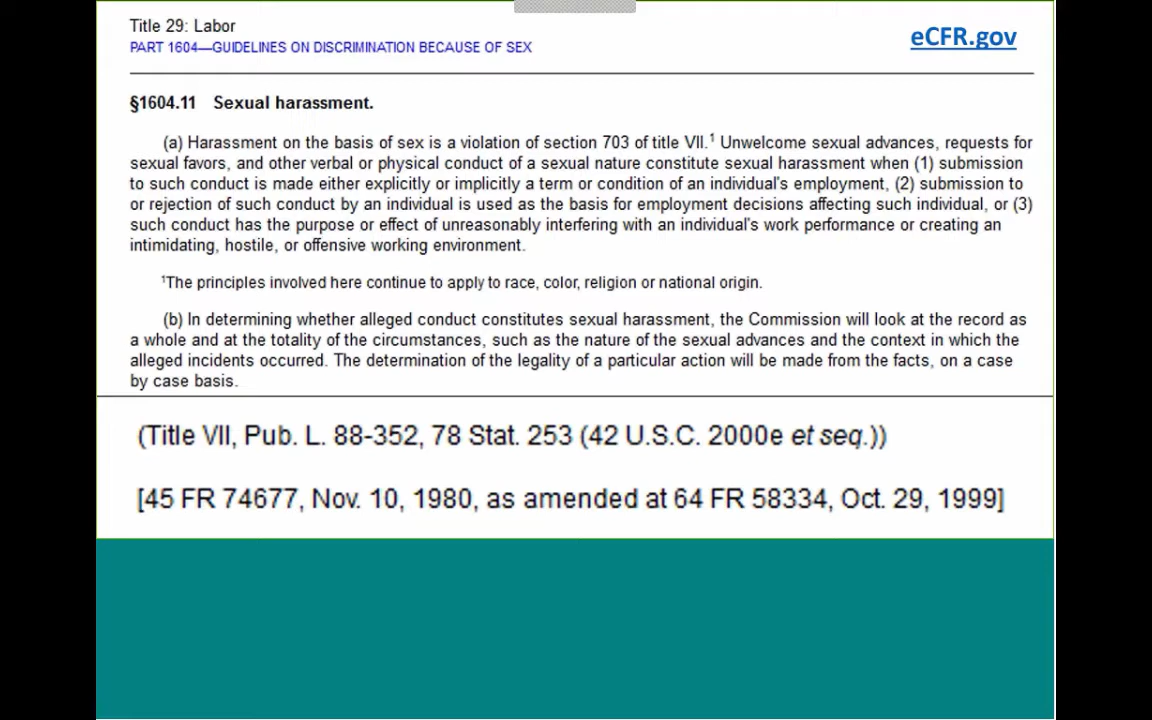 Title 29: Labor
PART 1604—GUIDELINES ON DISCRIMINATION BECAUSE OF SEX
eCFR.gov
§1604.11 Sexual harassment.
(a) Harassment on the basis of sex is a violation of section 703 of title VII.¹ Unwelcome sexual advances, requests for
sexual favors, and other verbal or physical conduct of a sexual nature constitute sexual harassment when (1) submission
to such conduct is made either explicitly or implicitly a term or condition of an individual's employment, (2) submission to
or rejection of such conduct by an individual is used as the basis for employment decisions affecting such individual, or (3)
such conduct has the purpose or effect of unreasonably interfering with an individual's work performance or creating an
intimidating, hostile, or offensive working environment.
¹The principles involved here continue to apply to race, color, religion or national origin.
(b) In determining whether alleged conduct constitutes sexual harassment, the Commission will look at the record as
a whole and at the totality of the circumstances, such as the nature of the sexual advances and the context in which the
alleged incidents occurred. The determination of the legality of a particular action will be made from the facts, on a case
by case basis.
(Title VII, Pub. L. 88-352, 78 Stat. 253 (42 U.S.C. 2000e et seq.))
[45 FR 74677, Nov. 10, 1980, as amended at 64 FR 58334, Oct. 29, 1999]